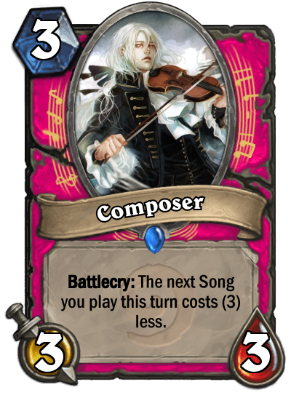 3
Composer
Battlecry: The next Song
you play this turn costs (3)
less.
3
3